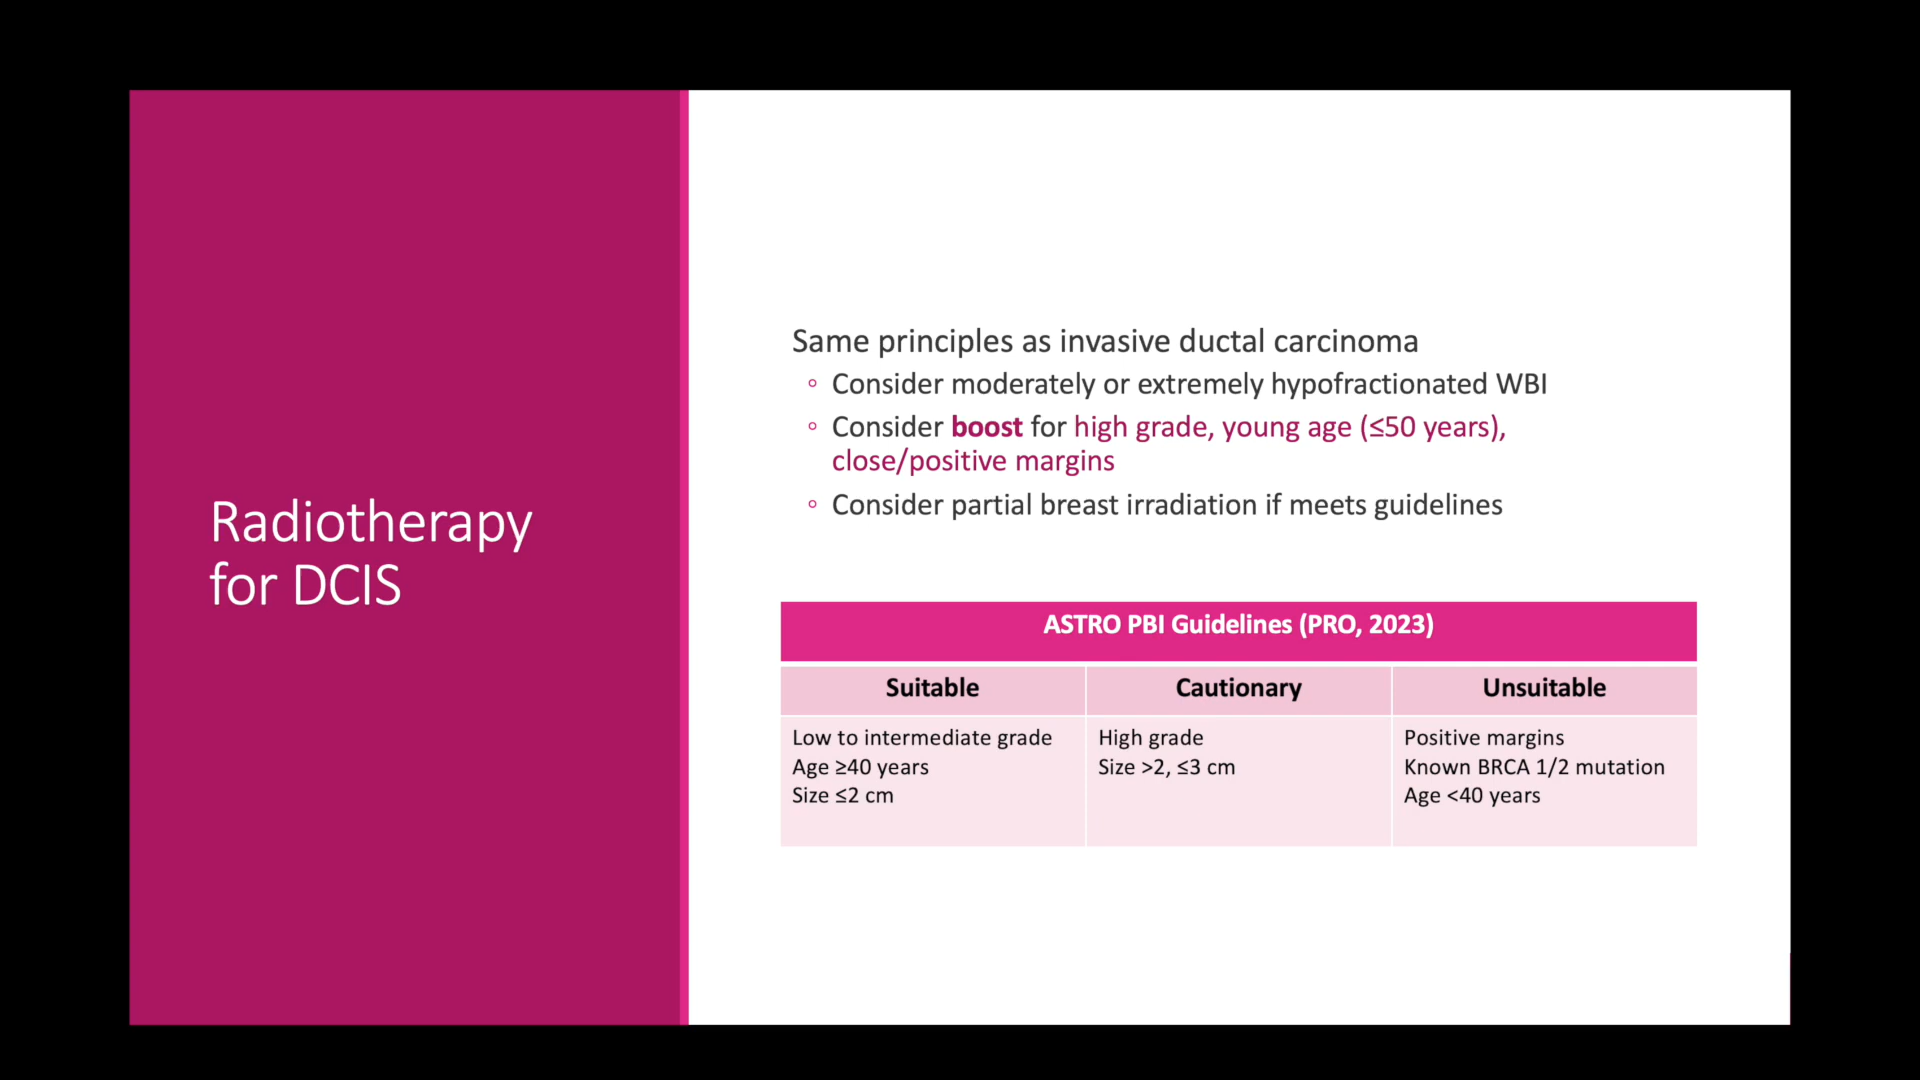 Radiotherapy
for DCIS
Same principles as invasive ductal carcinoma
◦ Consider moderately or extremely hypofractionated WBI
◦ Consider boost for high grade, young age (≤50 years),
close/positive margins
◦ Consider partial breast irradiation if meets guidelines
ASTRO PBI Guidelines (PRO, 2023)
Suitable Cautionary Unsuitable
Low to intermediate grade High grade Positive margins
Age ≥40 years Size >2, ≤3 cm Known BRCA 1/2 mutation
Size ≤2 cm Age <40 years